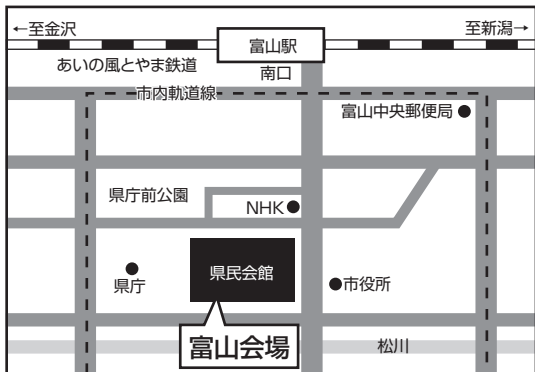 ←至金沢
至新潟→
富山駅
あいの風とやま鉄道
南口
市内軌道線
富山中央郵便局
県庁前公園
NHK
県民会館
県庁
市役所
富山会場
松川